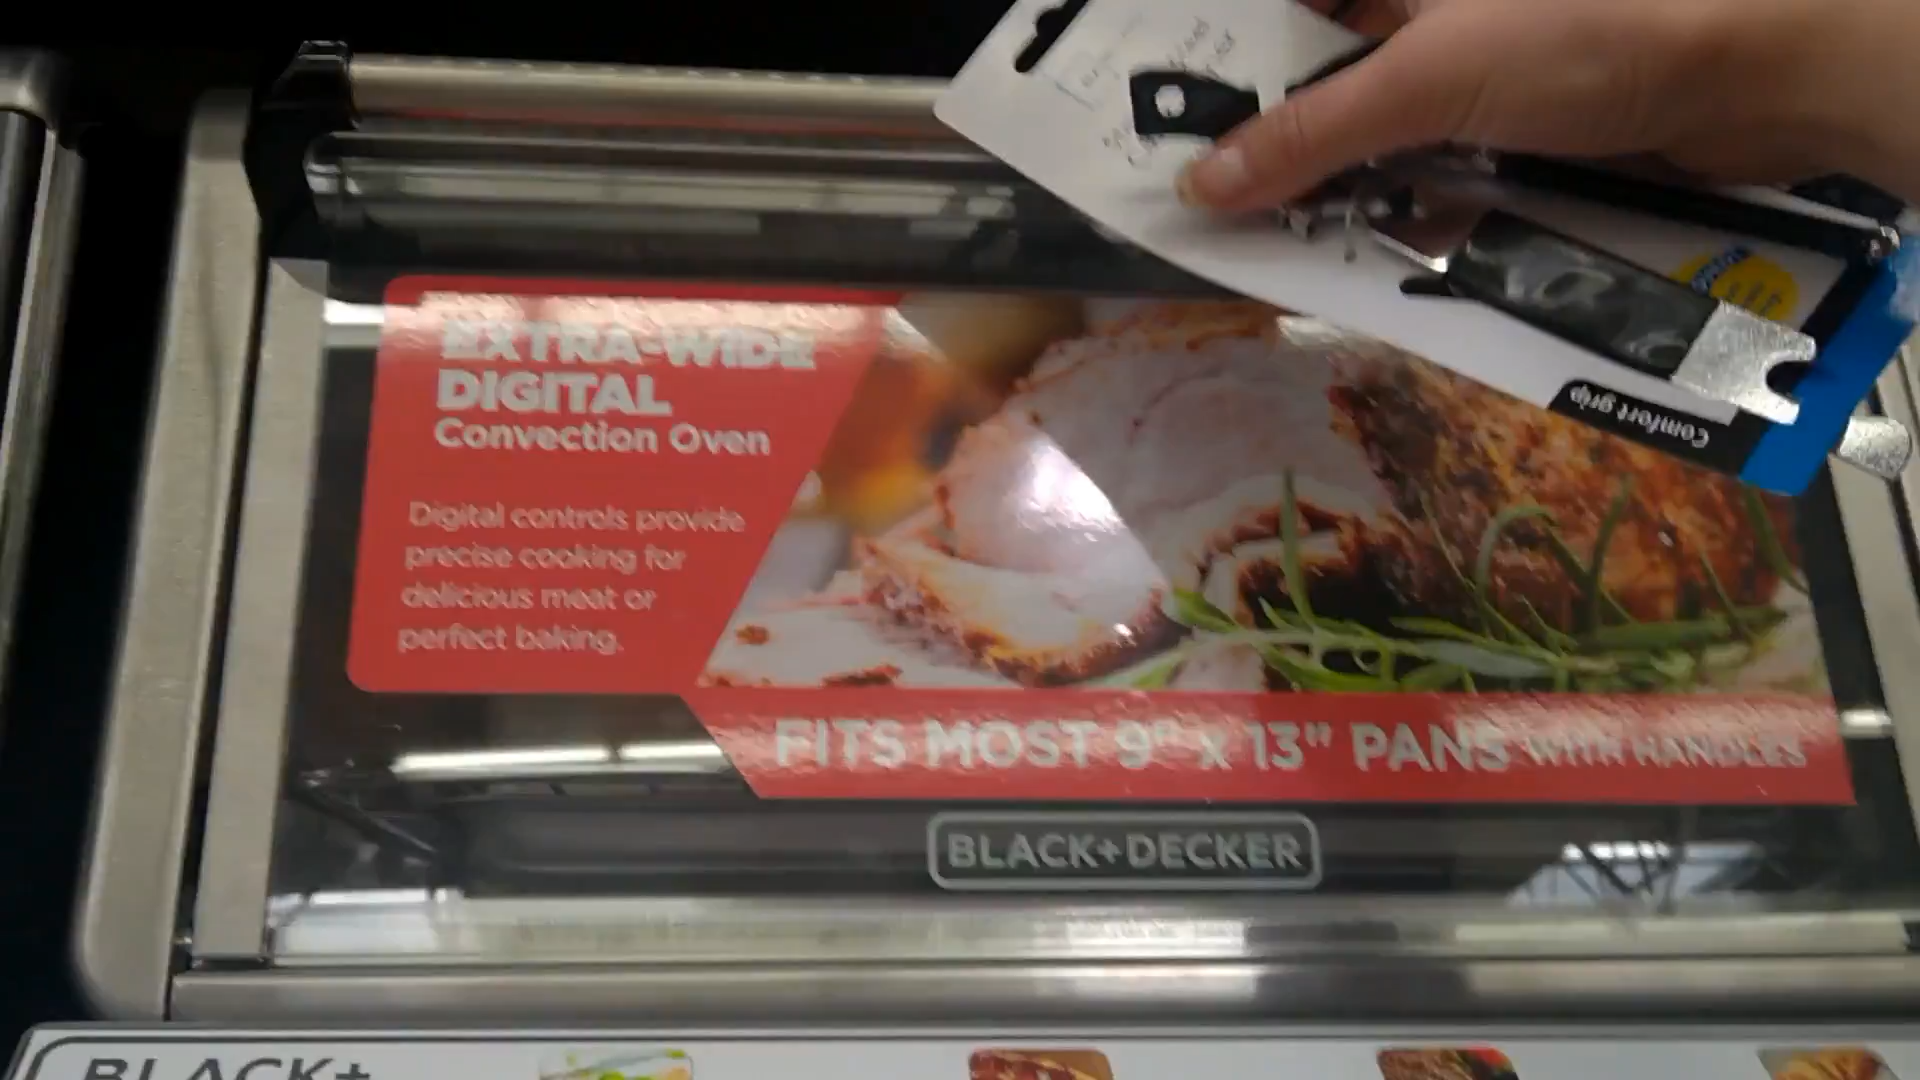 EXTRA-WIDE
DIGITAL
Convection Oven
Digital controls provide
precise cooking for
delicious meat or
perfect baking.
FITS MOST 9" x 13" PANS WITH HANDLES
BLACK+DECKER
Comfort grip
BLACK+